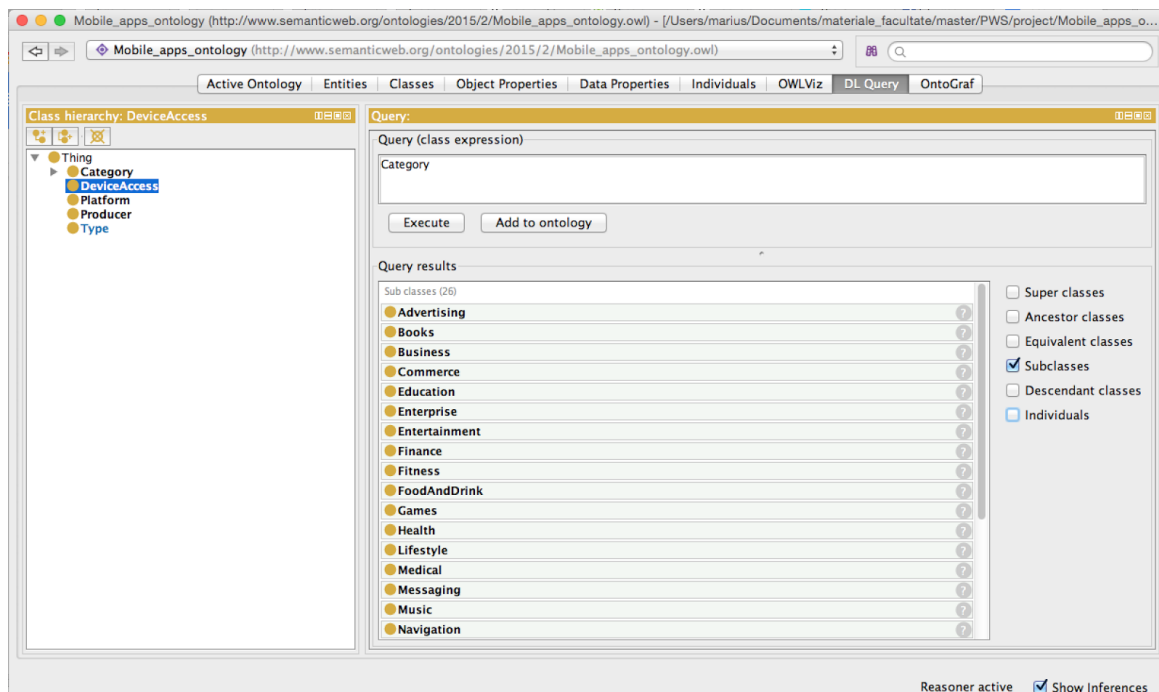 Mobile_apps_ontology (http://www.semanticweb.org/ontologies/2015/2/Mobile_apps_ontology.owl) - [/Users/marius/Documents/materiale_facultate/master/PWS/project/Mobile_apps_o...
Mobile_apps_ontology (http://www.semanticweb.org/ontologies/2015/2/Mobile_apps_ontology.owl)
Active Ontology Entities Classes Object Properties Data Properties Individuals OWLViz DL Query OntoGraf
Class hierarchy: DeviceAccess
Thing
Category
DeviceAccess
Platform
Producer
Type
Query:
Query (class expression)
Category
Execute Add to ontology
Query results
Sub classes (26)
Advertising
Books
Business
Commerce
Education
Enterprise
Entertainment
Finance
Fitness
FoodAndDrink
Games
Health
Lifestyle
Medical
Messaging
Music
Navigation
Super classes
Ancestor classes
Equivalent classes
Subclasses
Descendant classes
Individuals
Reasoner active Show Inferences